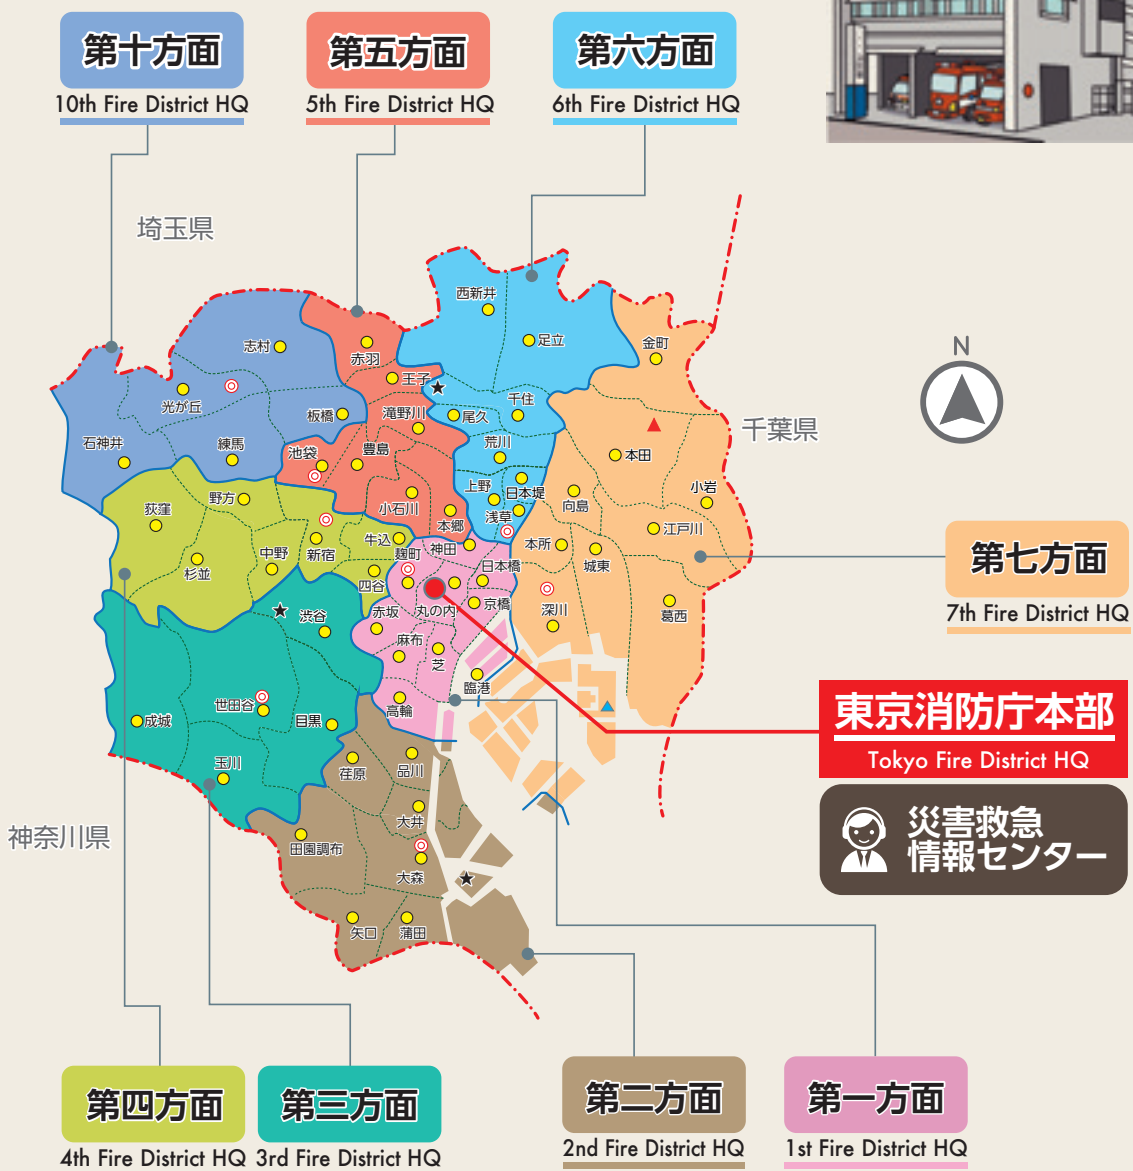 第十方面
10th Fire District HQ
第五方面
5th Fire District HQ
第六方面
6th Fire District HQ
埼玉県
西新井
足立
金町
志村
赤羽
王子
N
光が丘
板橋
滝野川
尾久
千住
千葉県
石神井
練馬
池袋
豊島
荒川
本田
上野
日本堤
小岩
荻窪
野方
小石川
本郷
浅草
向島
江戸川
杉並
中野
新宿
牛込
麹町
神田
日本橋
本所
城東
第七方面
7th Fire District HQ
四谷
丸の内
京橋
深川
葛西
渋谷
赤坂
麻布
芝
臨港
成城
世田谷
目黒
高輪
東京消防庁本部
Tokyo Fire District HQ
玉川
荏原
品川
神奈川県
田園調布
大井
災害救急
情報センター
大森
矢口
蒲田
第四方面
4th Fire District HQ
第三方面
3rd Fire District HQ
第二方面
2nd Fire District HQ
第一方面
1st Fire District HQ